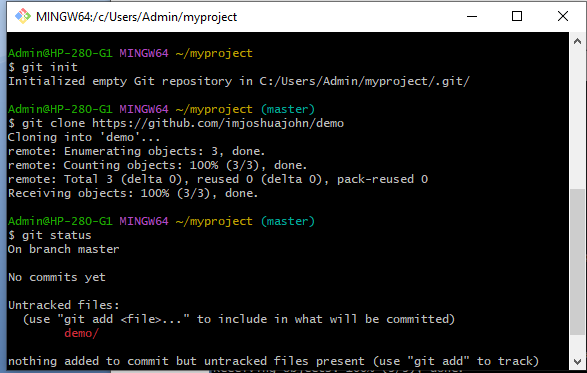 MINGW64:/c/Users/Admin/myproject
Admin@HP-280-G1 MINGW64 ~/myproject
$ git init
Initialized empty Git repository in C:/Users/Admin/myproject/.git/
Admin@HP-280-G1 MINGW64 ~/myproject (master)
$ git clone https://github.com/imjoshuajohn/demo
Cloning into 'demo'...
remote: Enumerating objects: 3, done.
remote: Counting objects: 100% (3/3), done.
remote: Total 3 (delta 0), reused 0 (delta 0), pack-reused 0
Receiving objects: 100% (3/3), done.
Admin@HP-280-G1 MINGW64 ~/myproject (master)
$ git status
On branch master
No commits yet
Untracked files:
(use "git add <file>..." to include in what will be committed)
demo/
nothing added to commit but untracked files present (use "git add" to track)